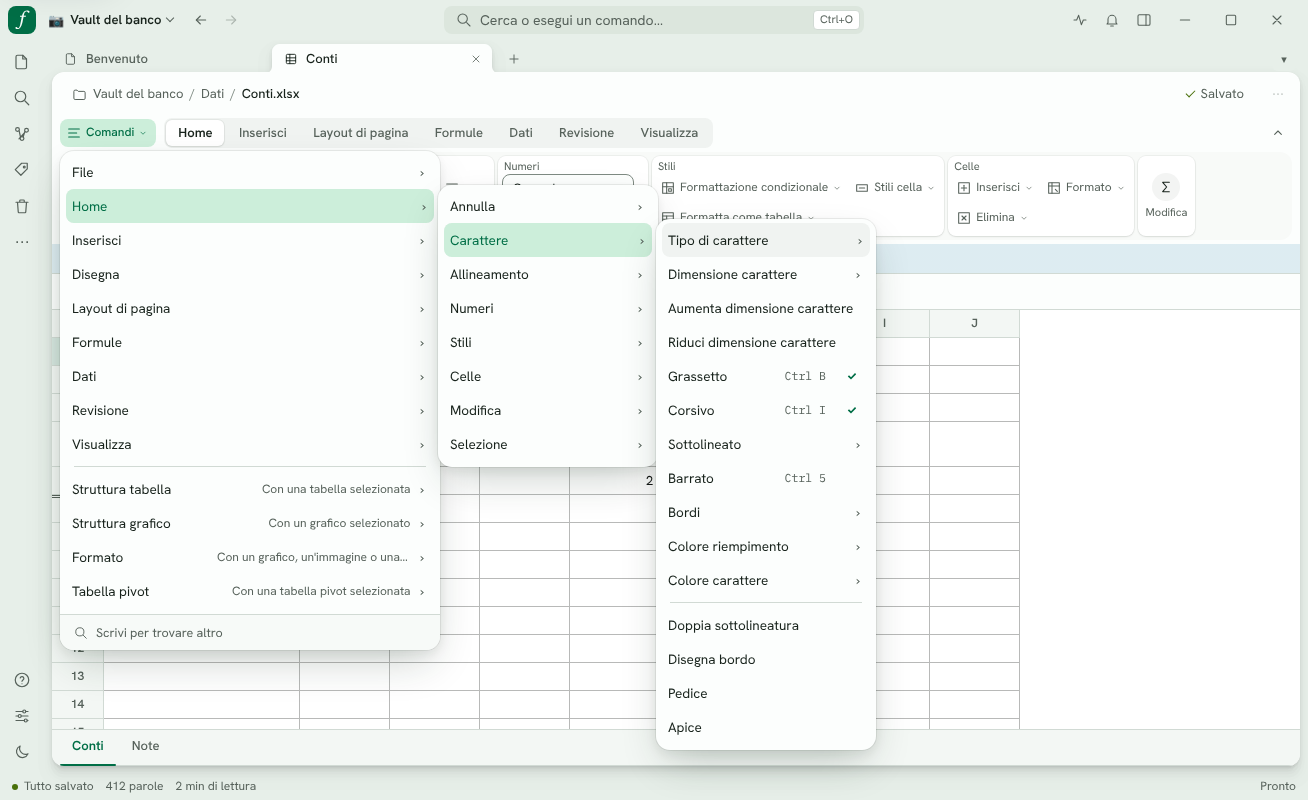 Vault del banco
Cerca o esegui un comando...
Ctrl+O
Benvenuto
Conti
Vault del banco / Dati / Conti.xlsx
Salvato
Comandi
Home
Inserisci
Layout di pagina
Formule
Dati
Revisione
Visualizza
Numeri
Stili
Formattazione condizionale
Stili cella
Formatta come tabella
Celle
Inserisci
Formato
Elimina
Modifica
File
Home
Inserisci
Disegna
Layout di pagina
Formule
Dati
Revisione
Visualizza
Struttura tabella Con una tabella selezionata
Struttura grafico Con un grafico selezionato
Formato Con un grafico, un'immagine o una...
Tabella pivot Con una tabella pivot selezionata
Scrivi per trovare altro
Annulla
Carattere
Allineamento
Numeri
Stili
Celle
Modifica
Selezione
Tipo di carattere
Dimensione carattere
Aumenta dimensione carattere
Riduci dimensione carattere
Grassetto Ctrl B
Corsivo Ctrl I
Sottolineato
Barrato Ctrl 5
Bordi
Colore riempimento
Colore carattere
Doppia sottolineatura
Disegna bordo
Pedice
Apice
I
J
2
13
14
Conti
Note
Tutto salvato
412 parole
2 min di lettura
Pronto